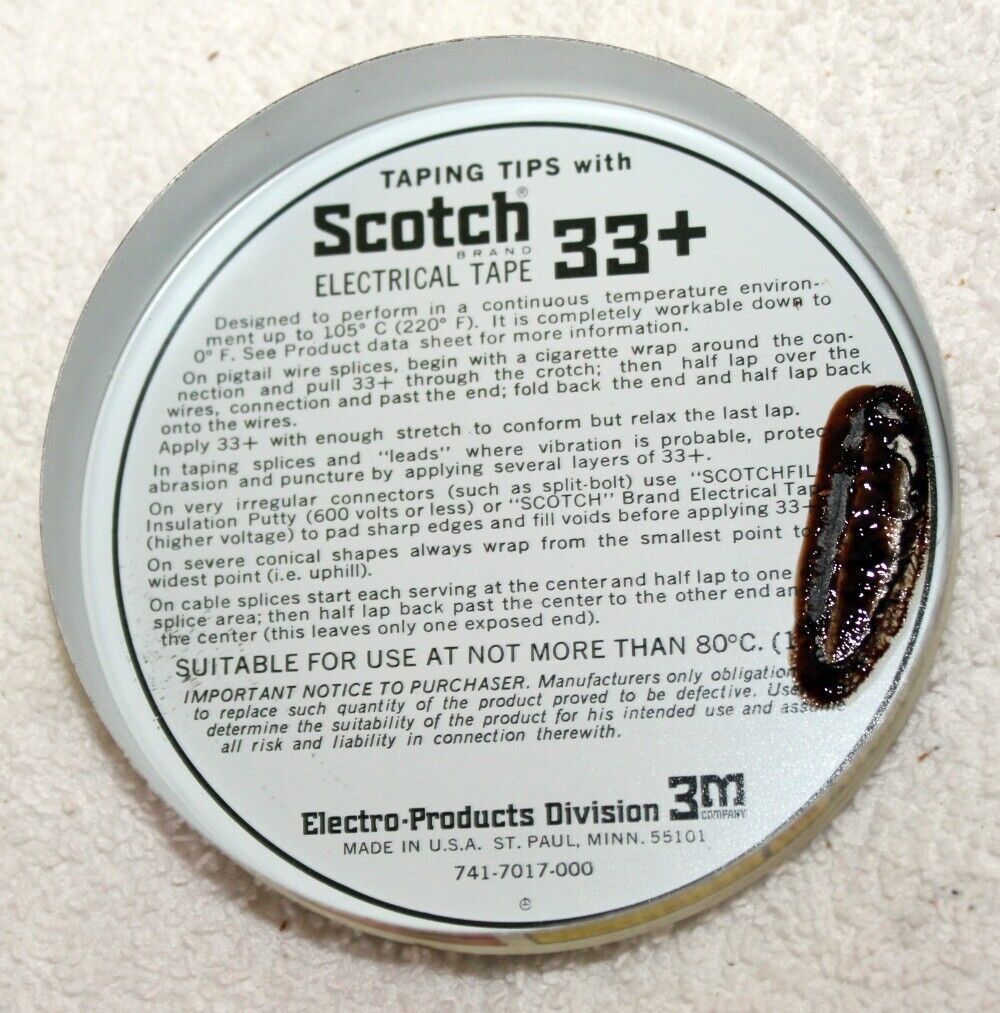 TAPING TIPS with
Scotch®
BRAND
33+
ELECTRICAL TAPE
Designed to perform in a continuous temperature environ-
ment up to 105° C (220° F). It is completely workable down to
0° F. See Product data sheet for more information.
On pigtail wire splices, begin with a cigarette wrap around the con-
nection and pull 33+ through the crotch; then half lap over the
wires, connection and past the end; fold back the end and half lap back
onto the wires.
Apply 33+ with enough stretch to conform but relax the last lap.
In taping splices and "leads" where vibration is probable,
abrasion and puncture by applying several layers of 33+.
On very irregular connectors (such as split-bolt) use
Insulation Putty (600 volts or less) or "SCOTCH" Brand Electrical
(higher voltage) to pad sharp edges and fill voids before applying 33+
On severe conical shapes always wrap from the smallest point to
widest point (i.e. uphill).
On cable splices start each serving at the center and half lap to one
splice area; then half lap back past the center to the other end
the center (this leaves only one exposed end).
SUITABLE FOR USE AT NOT MORE THAN 80°C.
IMPORTANT NOTICE TO PURCHASER. Manufacturers only obligation
to replace such quantity of the product proved to be defective.
determine the suitability of the product for his intended use and
all risk and liability in connection therewith.
Electro-Products Division 3M
COMPANY
MADE IN U.S.A. ST. PAUL, MINN. 55101
741-7017-000